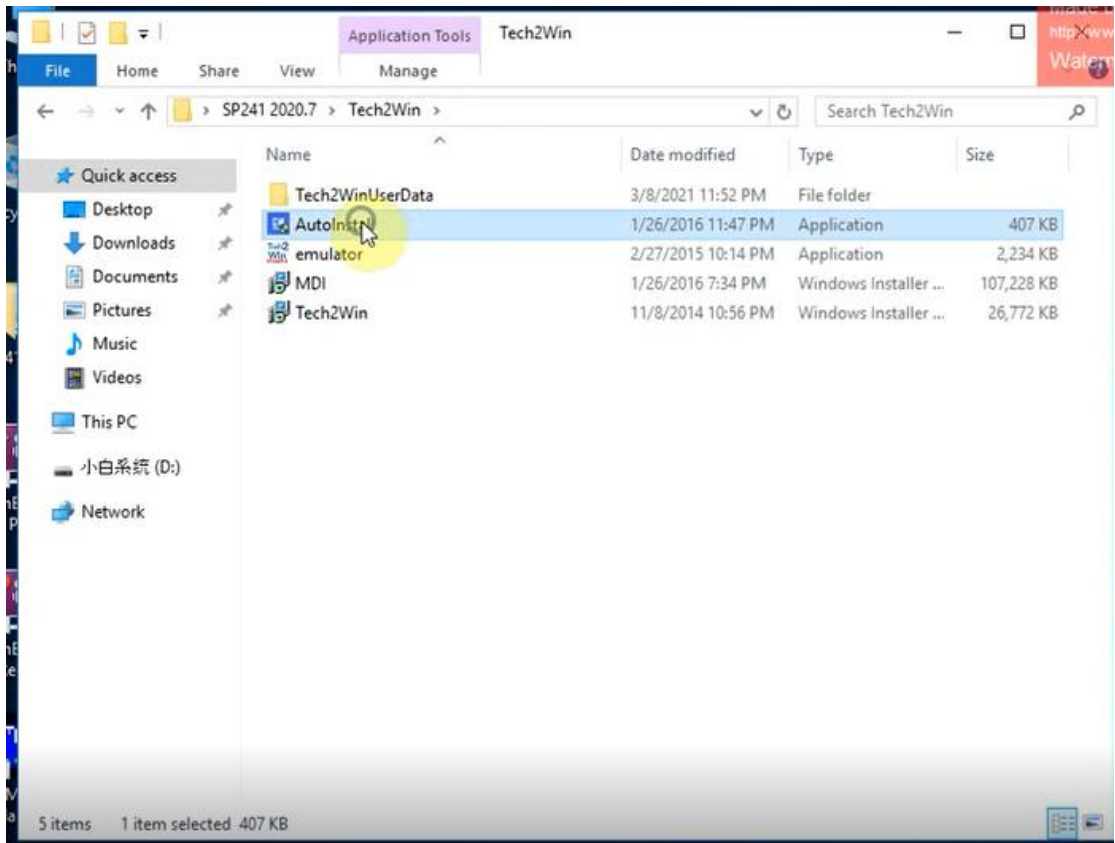 Application Tools Tech2Win
File Home Share View Manage
SP241 2020.7 > Tech2Win >
Search Tech2Win
Name Date modified Type Size
Quick access
Desktop
Downloads
Documents
Pictures
Music
Videos
This PC
小白系统 (D:)
Network
Tech2WinUserData 3/8/2021 11:52 PM File folder
AutoInstall 1/26/2016 11:47 PM Application 407 KB
emulator 2/27/2015 10:14 PM Application 2,234 KB
MDI 1/26/2016 7:34 PM Windows Installer ... 107,228 KB
Tech2Win 11/8/2014 10:56 PM Windows Installer ... 26,772 KB
5 items 1 item selected 407 KB